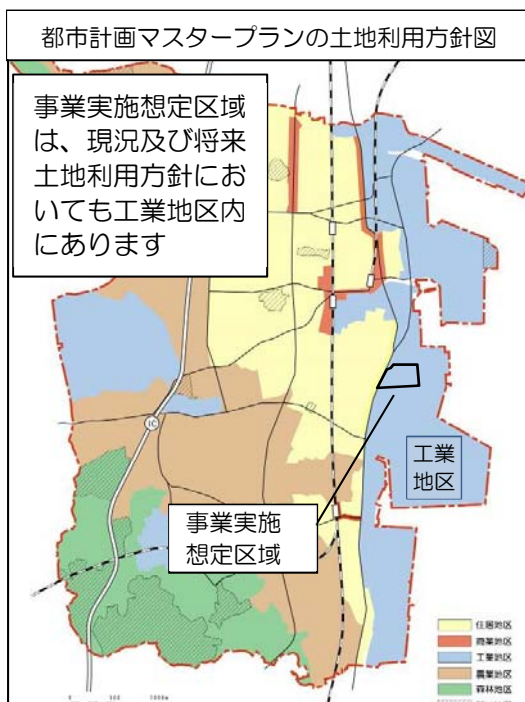 都市計画マスタープランの土地利用方針図
事業実施想定区域
は、現況及び将来
土地利用方針にお
いても工業地区内
にあります
IC
工業
地区
事業実施
想定区域
住居地区
商業地区
工業地区
農業地区
森林地区
0 500 1000m